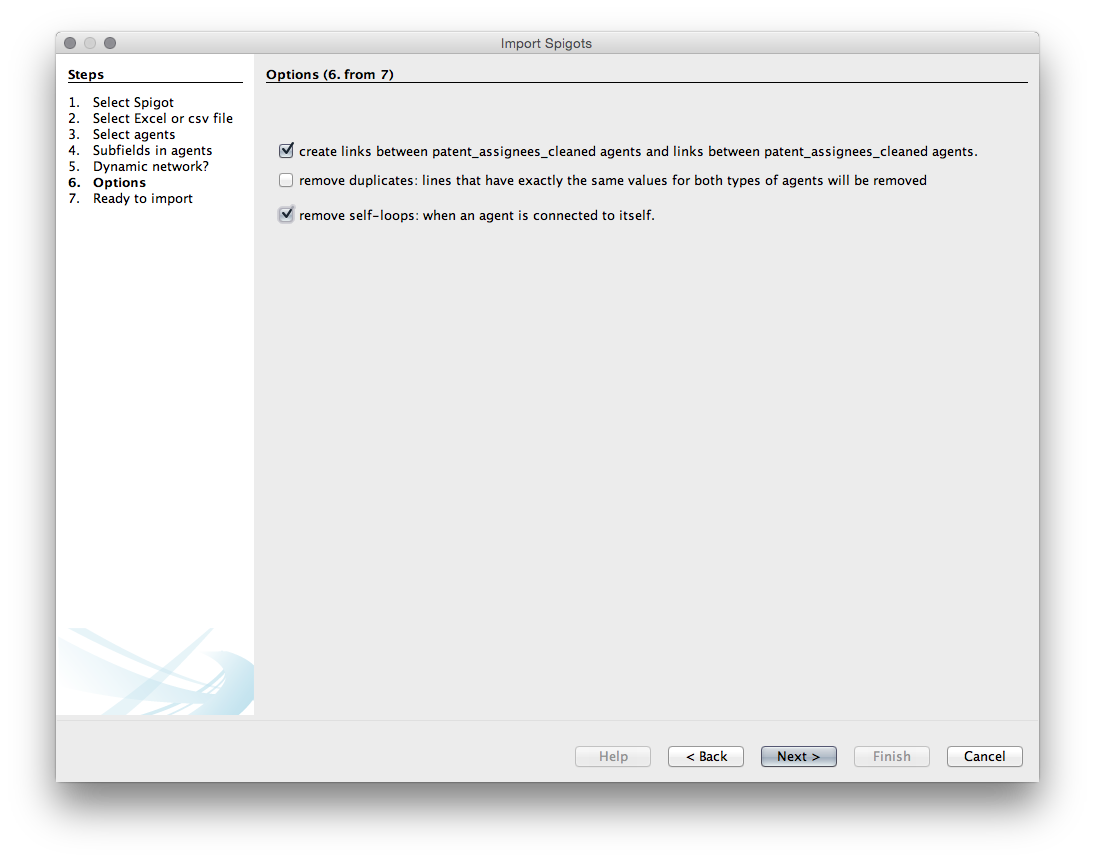 Import Spigots
Steps
1. Select Spigot
2. Select Excel or csv file
3. Select agents
4. Subfields in agents
5. Dynamic network?
6. Options
7. Ready to import
Options (6. from 7)
create links between patent_assignees_cleaned agents and links between patent_assignees_cleaned agents.
remove duplicates: lines that have exactly the same values for both types of agents will be removed
remove self-loops: when an agent is connected to itself.
Help < Back Next > Finish Cancel